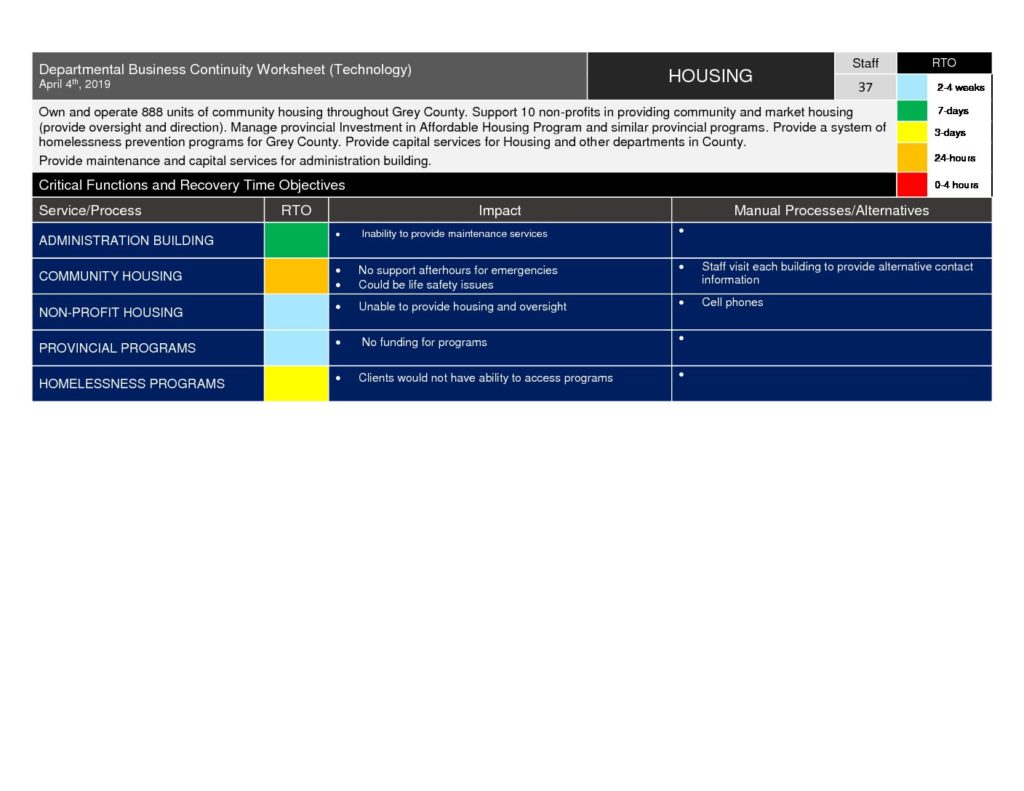 Departmental Business Continuity Worksheet (Technology)
April 4th, 2019
HOUSING
Staff
37
RTO
2-4 weeks
7-days
3-days
24-hours
0-4 hours
Own and operate 888 units of community housing throughout Grey County. Support 10 non-profits in providing community and market housing
(provide oversight and direction). Manage provincial Investment in Affordable Housing Program and similar provincial programs. Provide a system of
homelessness prevention programs for Grey County. Provide capital services for Housing and other departments in County.
Provide maintenance and capital services for administration building.
Critical Functions and Recovery Time Objectives
Service/Process
RTO
Impact
Manual Processes/Alternatives
ADMINISTRATION BUILDING
• Inability to provide maintenance services
•
COMMUNITY HOUSING
• No support afterhours for emergencies
• Could be life safety issues
• Staff visit each building to provide alternative contact
information
NON-PROFIT HOUSING
• Unable to provide housing and oversight
• Cell phones
PROVINCIAL PROGRAMS
• No funding for programs
•
HOMELESSNESS PROGRAMS
• Clients would not have ability to access programs
•